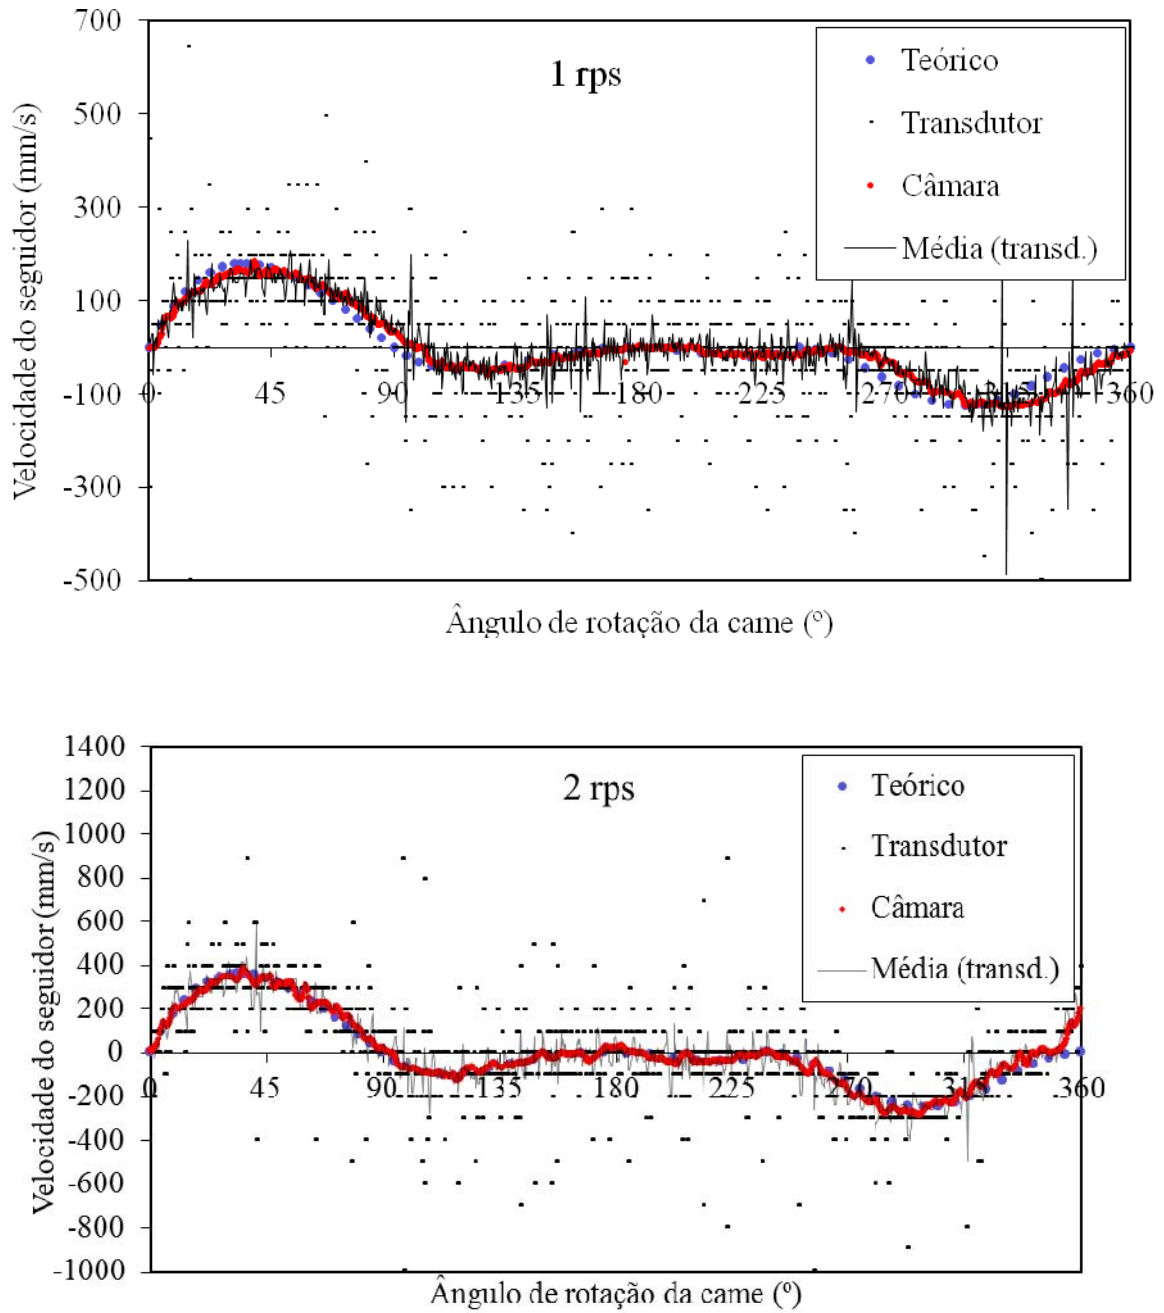 700
500
300
100
-100
-300
-500
Velocidade do seguidor (mm/s)
1 rps
Teórico
Transdutor
Câmara
Média (transd.)
0 45 90 135 180 225 270 315 360
Ângulo de rotação da came (º)
1400
1200
1000
800
600
400
200
0
-200
-400
-600
-800
-1000
Velocidade do seguidor (mm/s)
2 rps
Teórico
Transdutor
Câmara
Média (transd.)
0 45 90 135 180 225 270 315 360
Ângulo de rotação da came (º)